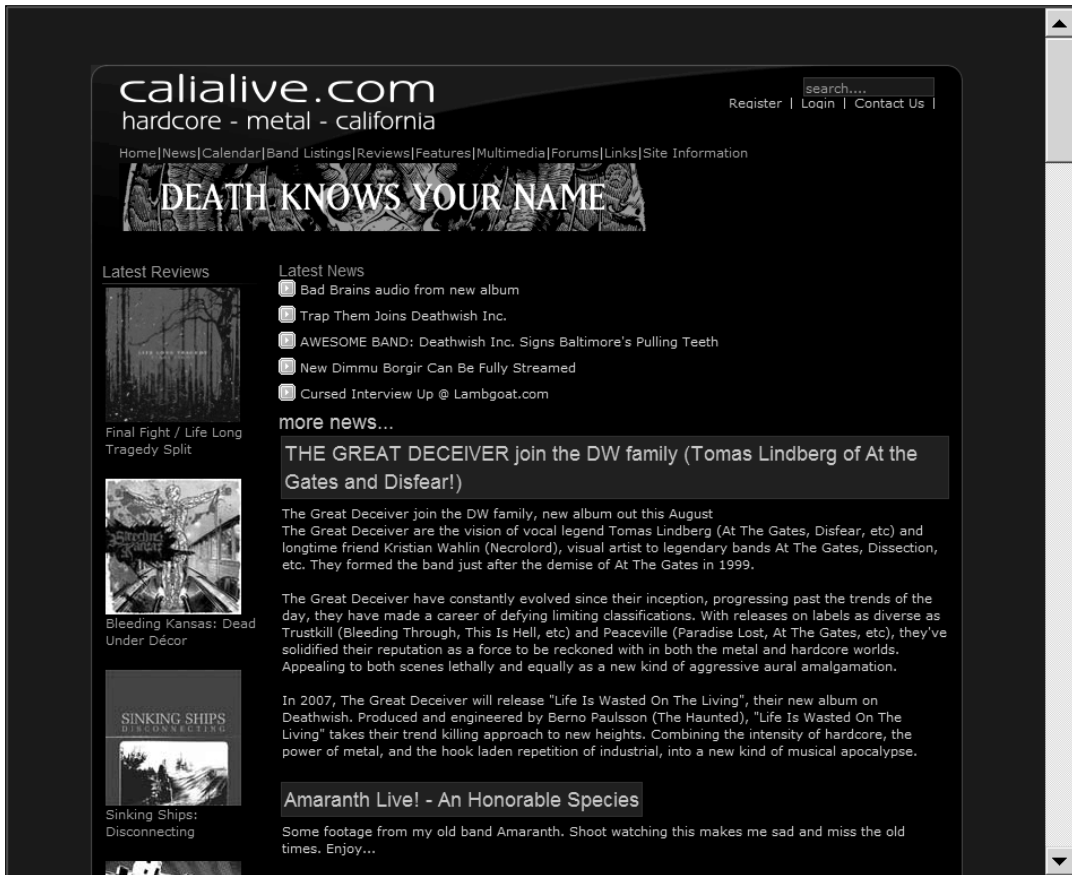 calialive.com
hardcore - metal - california
search....
Register | Login | Contact Us |
Home|News|Calendar|Band Listings|Reviews|Features|Multimedia|Forums|Links|Site Information
DEATH KNOWS YOUR NAME
Latest Reviews
LIFE LONG TRAGEDY
Final Fight / Life Long
Tragedy Split
Bleeding Kansas
Bleeding Kansas: Dead
Under Décor
SINKING SHIPS
DISCONNECTING
Sinking Ships:
Disconnecting
Latest News
Bad Brains audio from new album
Trap Them Joins Deathwish Inc.
AWESOME BAND: Deathwish Inc. Signs Baltimore's Pulling Teeth
New Dimmu Borgir Can Be Fully Streamed
Cursed Interview Up @ Lambgoat.com
more news...
THE GREAT DECEIVER join the DW family (Tomas Lindberg of At the
Gates and Disfear!)
The Great Deceiver join the DW family, new album out this August
The Great Deceiver are the vision of vocal legend Tomas Lindberg (At The Gates, Disfear, etc) and
longtime friend Kristian Wahlin (Necrolord), visual artist to legendary bands At The Gates, Dissection,
etc. They formed the band just after the demise of At The Gates in 1999.
The Great Deceiver have constantly evolved since their inception, progressing past the trends of the
day, they have made a career of defying limiting classifications. With releases on labels as diverse as
Trustkill (Bleeding Through, This Is Hell, etc) and Peaceville (Paradise Lost, At The Gates, etc), they've
solidified their reputation as a force to be reckoned with in both the metal and hardcore worlds.
Appealing to both scenes lethally and equally as a new kind of aggressive aural amalgamation.
In 2007, The Great Deceiver will release "Life Is Wasted On The Living", their new album on
Deathwish. Produced and engineered by Berno Paulsson (The Haunted), "Life Is Wasted On The
Living" takes their trend killing approach to new heights. Combining the intensity of hardcore, the
power of metal, and the hook laden repetition of industrial, into a new kind of musical apocalypse.
Amaranth Live! - An Honorable Species
Some footage from my old band Amaranth. Shoot watching this makes me sad and miss the old
times. Enjoy...